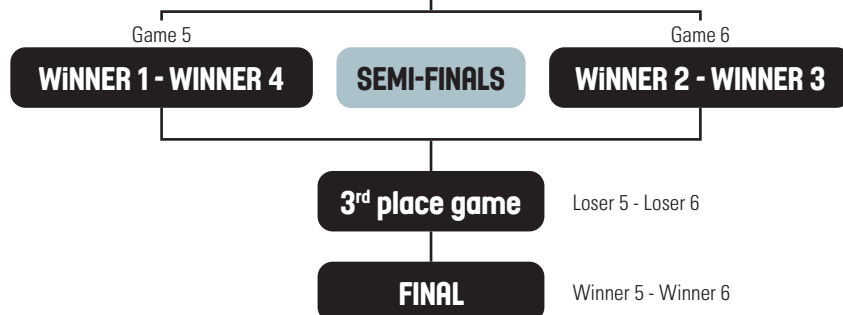 Game 5
WiNNER 1 - WINNER 4
SEMI-FINALS
Game 6
WiNNER 2 - WINNER 3
3rd place game
Loser 5 - Loser 6
FINAL
Winner 5 - Winner 6